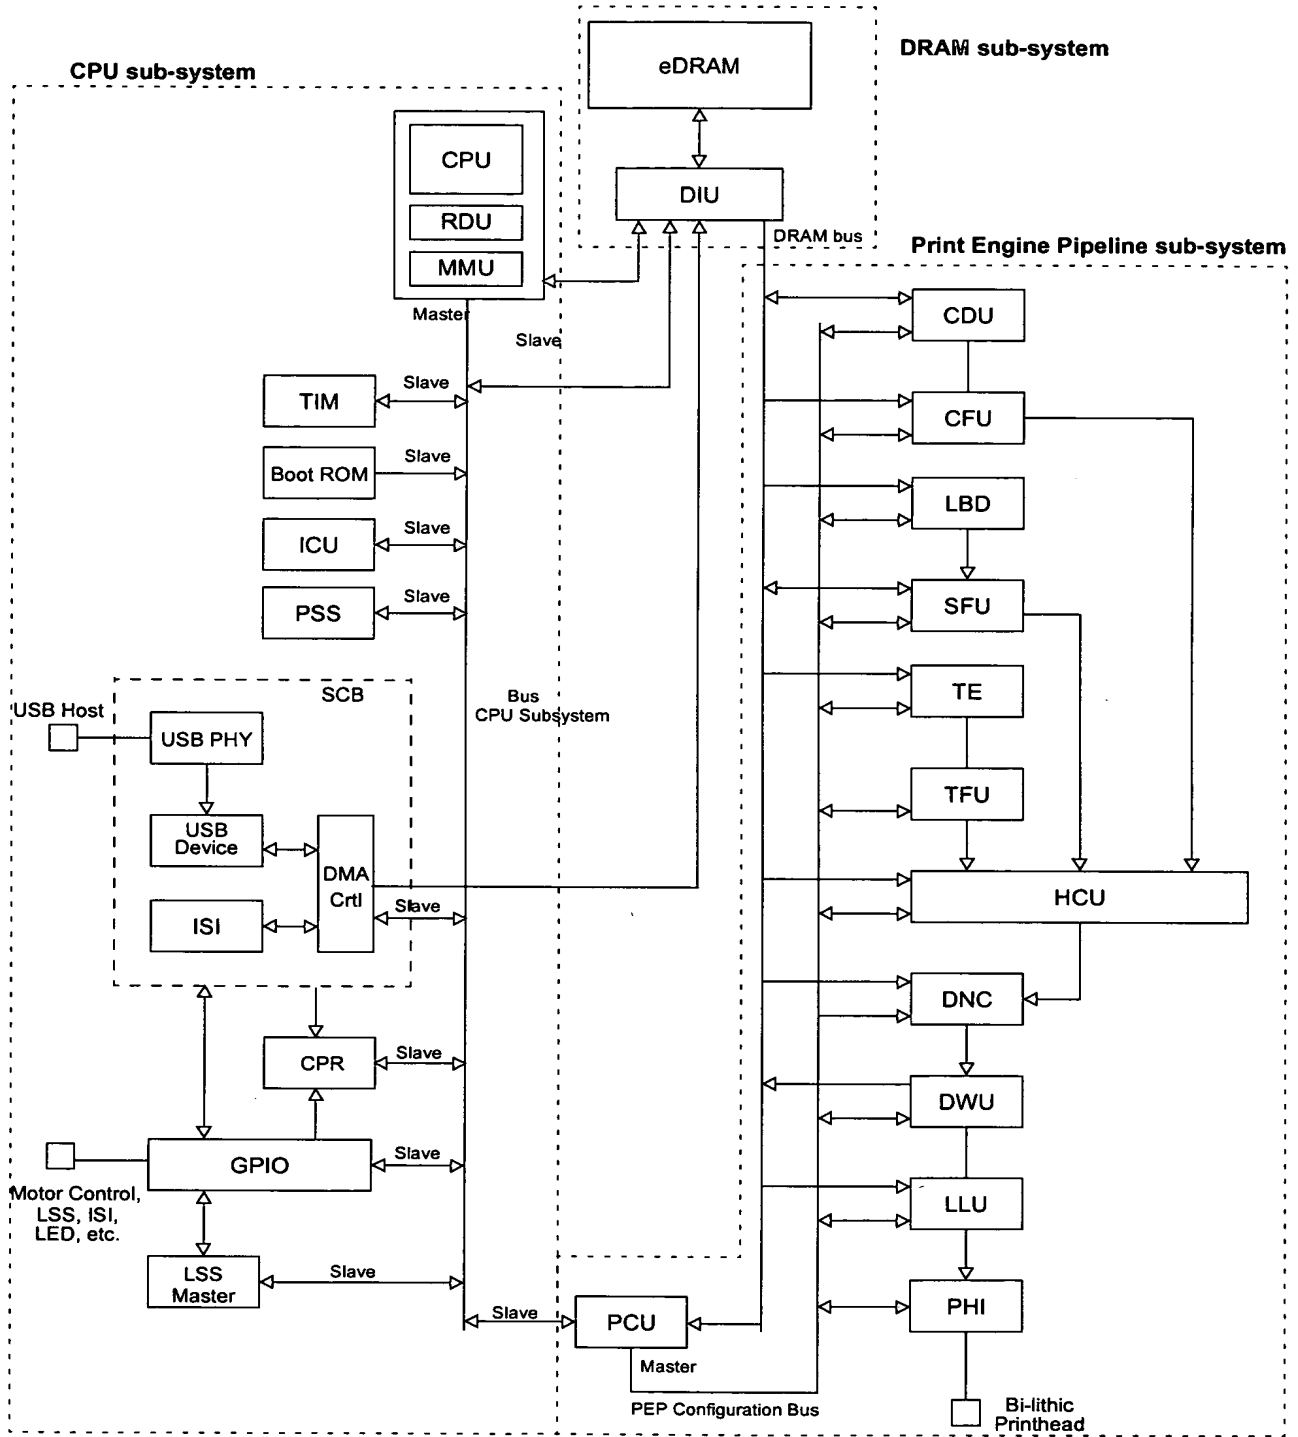 DRAM sub-system
CPU sub-system
eDRAM
CPU
RDU
MMU
DIU
DRAM bus
Print Engine Pipeline sub-system
Master
Slave
CDU
TIM
Slave
CFU
Boot ROM
Slave
LBD
ICU
Slave
PSS
Slave
SFU
SCB
Bus
CPU Subsystem
TE
USB Host
USB PHY
TFU
USB
Device
DMA
Crtl
Slave
ISI
HCU
DNC
CPR
Slave
DWU
GPIO
Slave
Motor Control,
LSS, ISI,
LED, etc.
LLU
LSS
Master
Slave
Slave
PCU
PHI
Master
PEP Configuration Bus
Bi-lithic
Printhead